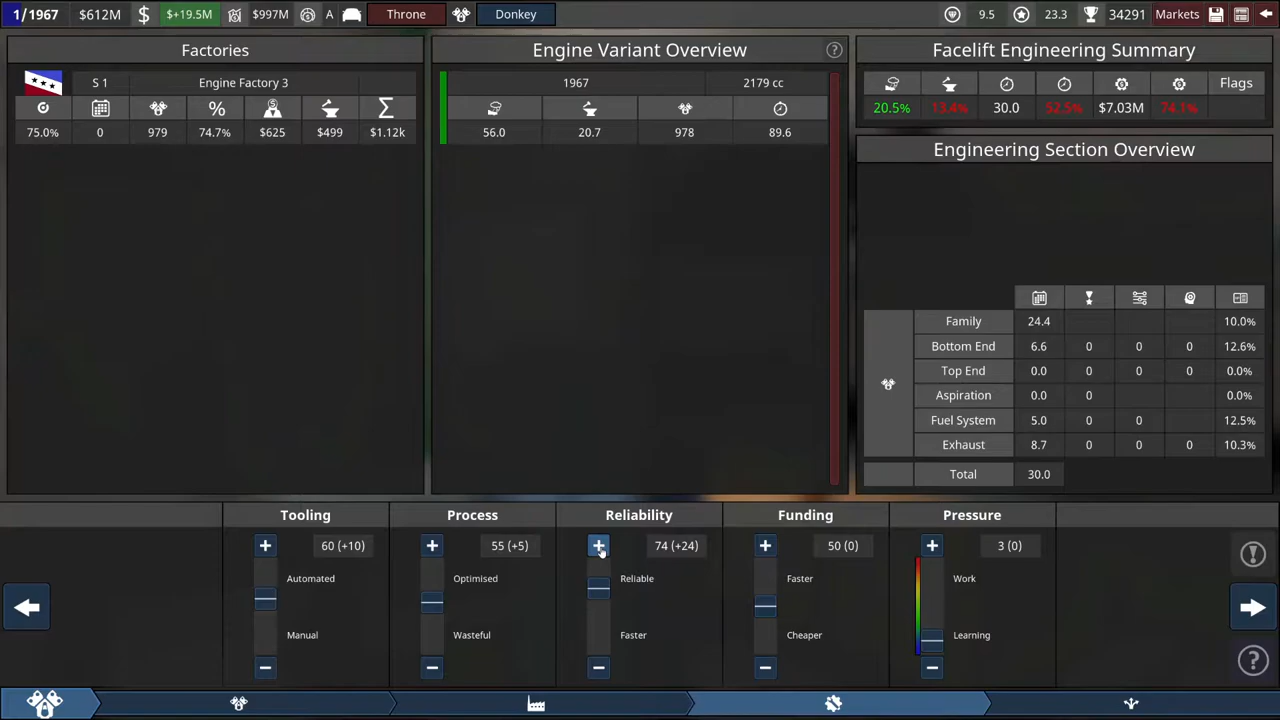 1/1967 $612M $ $+19.5M $997M A Throne Donkey 9.5 23.3 34291 Markets
Factories
S 1 Engine Factory 3
% Σ
75.0% 0 979 74.7% $625 $499 $1.12k
Engine Variant Overview ?
1967 2179 cc
56.0 20.7 978 89.6
Facelift Engineering Summary
Flags
20.5% 13.4% 30.0 52.5% $7.03M 74.1%
Engineering Section Overview
Family 24.4 10.0%
Bottom End 6.6 0 0 0 12.6%
Top End 0.0 0 0 0 0.0%
Aspiration 0.0 0 0.0%
Fuel System 5.0 0 0 12.5%
Exhaust 8.7 0 0 0 10.3%
Total 30.0
Tooling Process Reliability Funding Pressure
+ 60 (+10) + 55 (+5) + 74 (+24) + 50 (0) + 3 (0)
Automated Optimised Reliable Faster Work
Manual Wasteful Faster Cheaper Learning
− − − − −
?